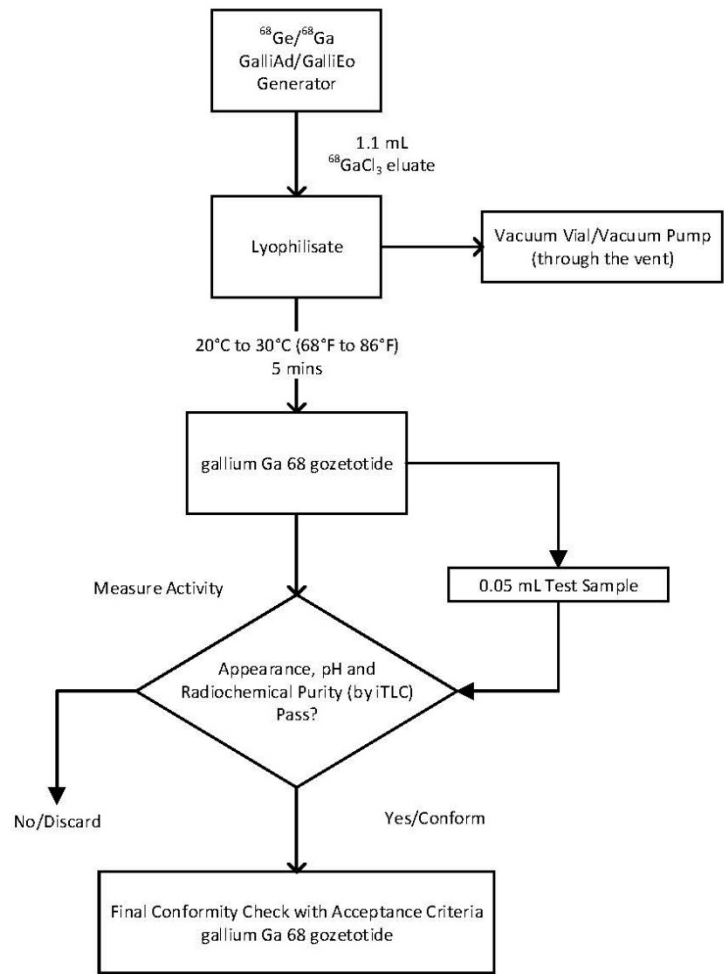 ⁶⁸Ge/⁶⁸Ga
GalliAd/GalliEo
Generator
1.1 mL
⁶⁸GaCl₃ eluate
Lyophilisate
Vacuum Vial/Vacuum Pump
(through the vent)
20°C to 30°C (68°F to 86°F)
5 mins
gallium Ga 68 gozetotide
0.05 mL Test Sample
Measure Activity
Appearance, pH and
Radiochemical Purity (by iTLC)
Pass?
No/Discard
Yes/Conform
Final Conformity Check with Acceptance Criteria
gallium Ga 68 gozetotide